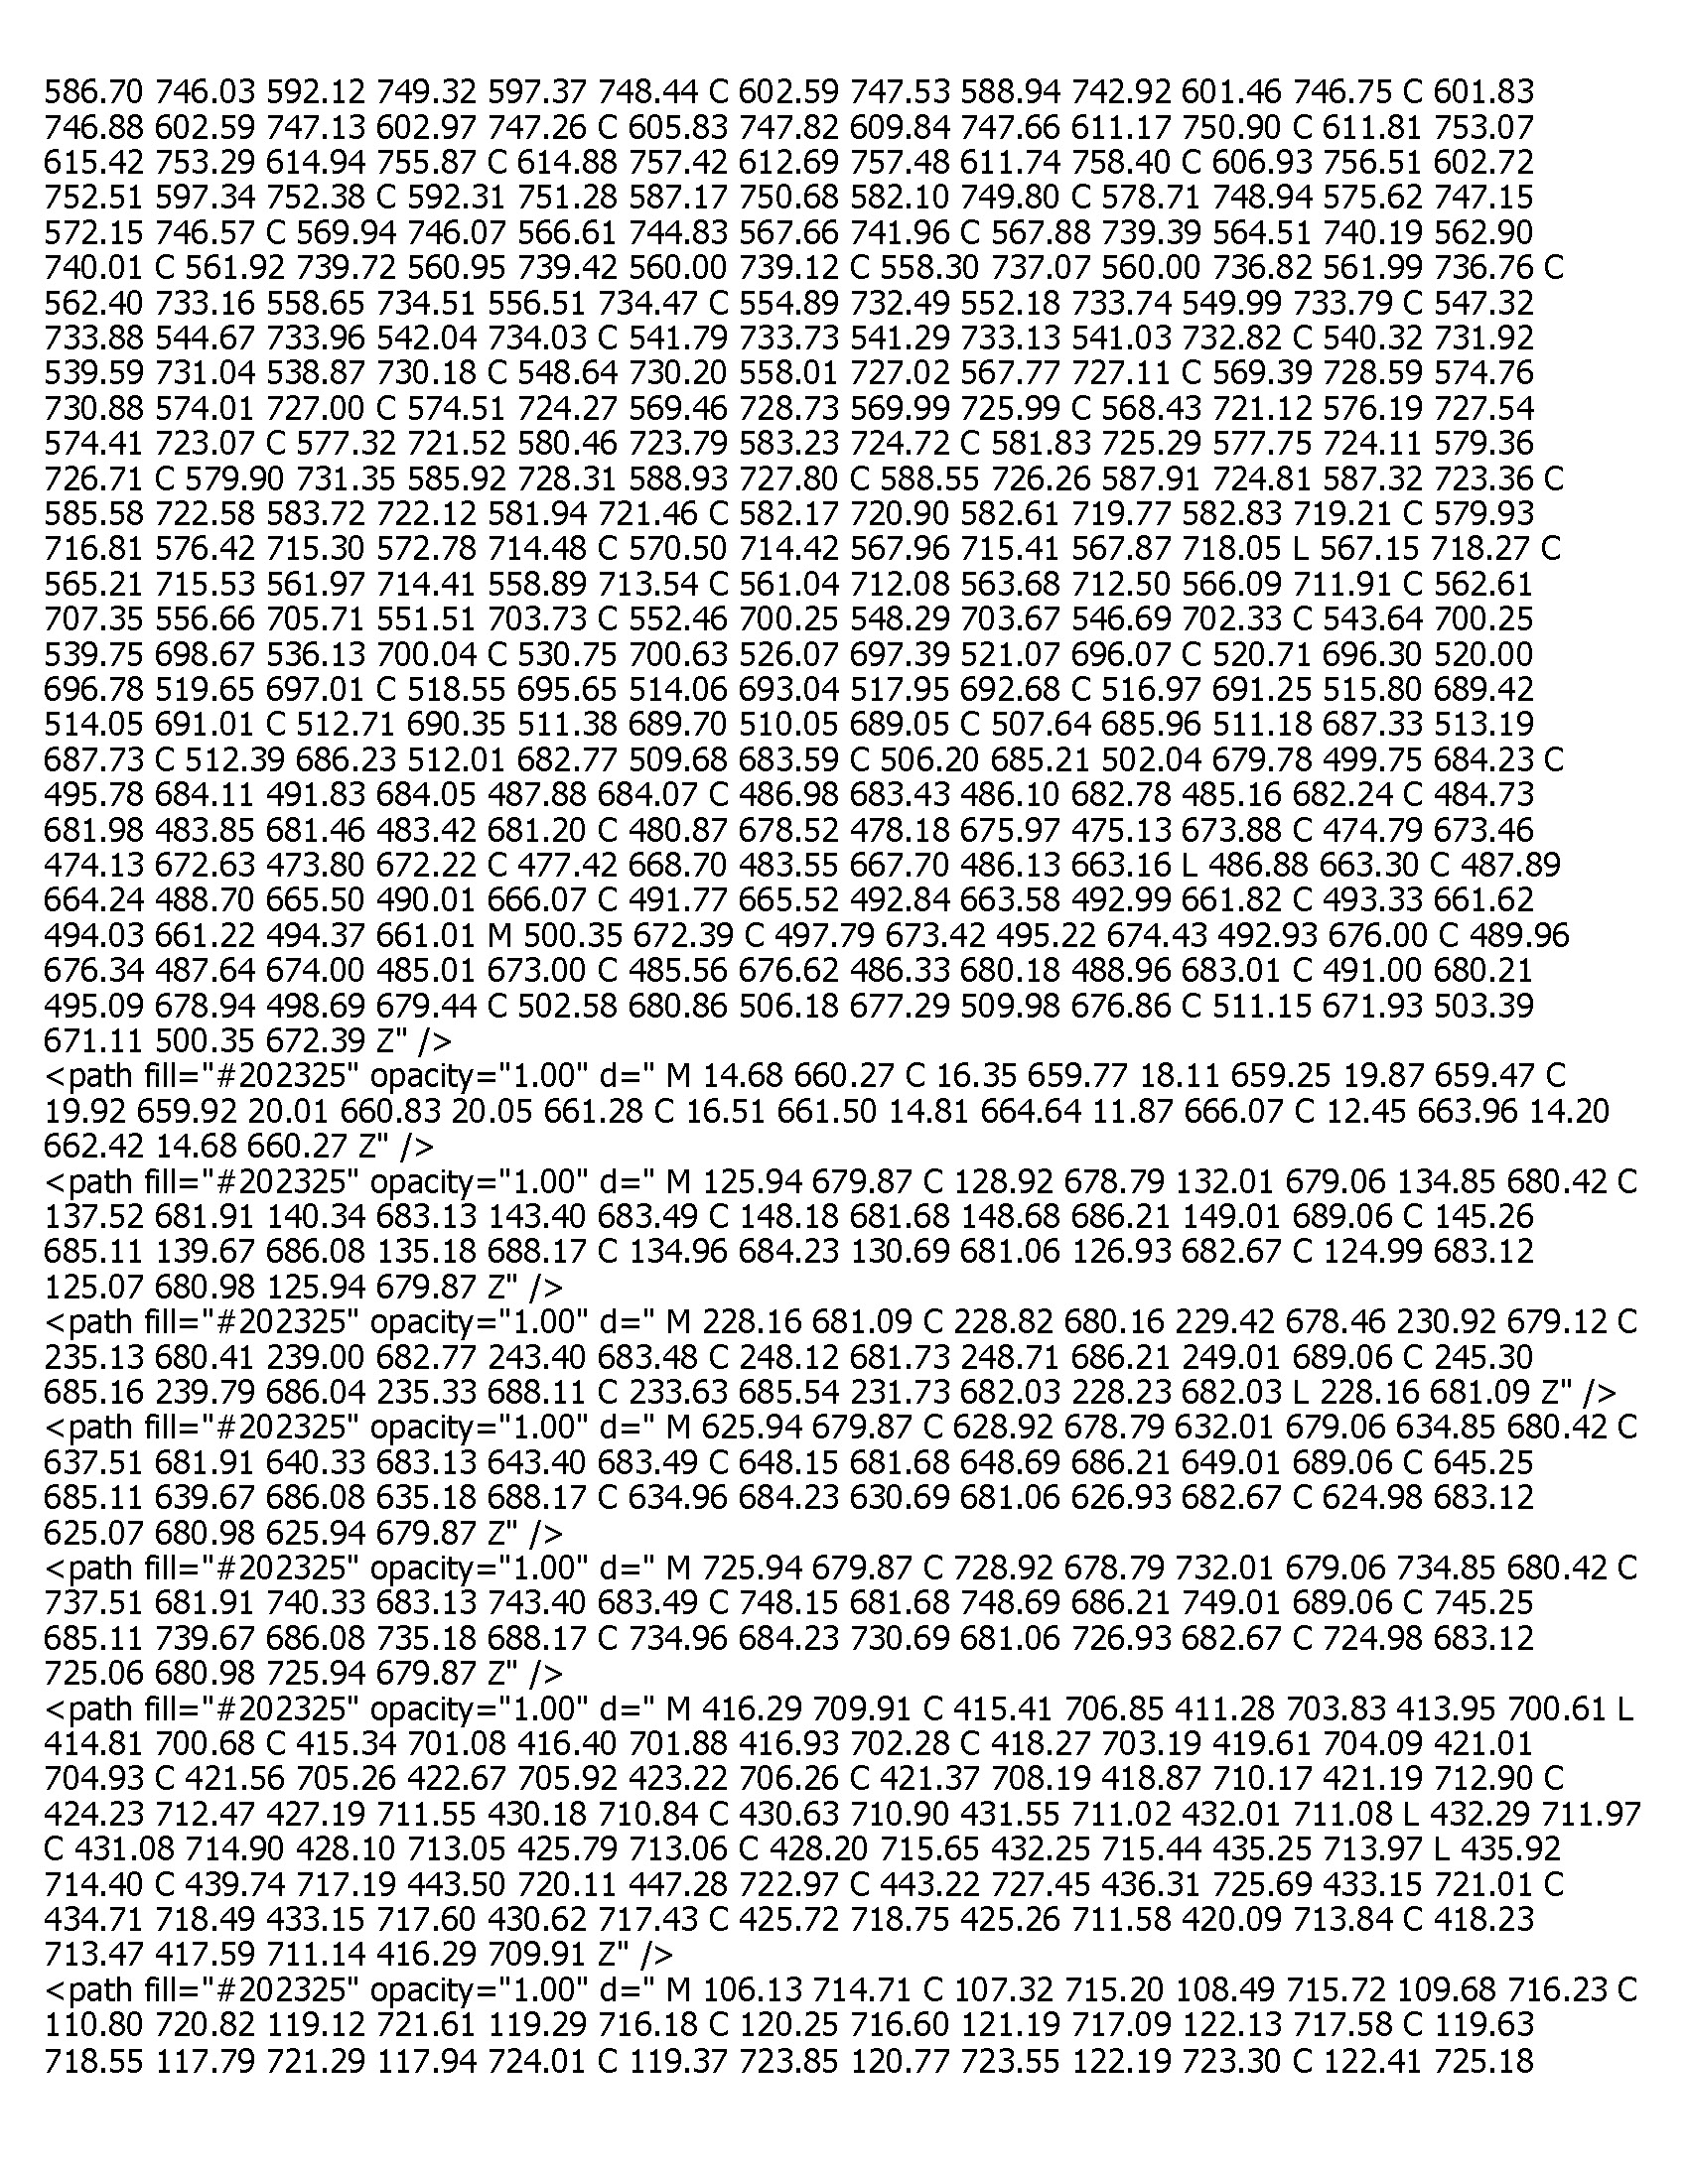 586.70 746.03 592.12 749.32 597.37 748.44 C 602.59 747.53 588.94 742.92 601.46 746.75 C 601.83
746.88 602.59 747.13 602.97 747.26 C 605.83 747.82 609.84 747.66 611.17 750.90 C 611.81 753.07
615.42 753.29 614.94 755.87 C 614.88 757.42 612.69 757.48 611.74 758.40 C 606.93 756.51 602.72
752.51 597.34 752.38 C 592.31 751.28 587.17 750.68 582.10 749.80 C 578.71 748.94 575.62 747.15
572.15 746.57 C 569.94 746.07 566.61 744.83 567.66 741.96 C 567.88 739.39 564.51 740.19 562.90
740.01 C 561.92 739.72 560.95 739.42 560.00 739.12 C 558.30 737.07 560.00 736.82 561.99 736.76 C
562.40 733.16 558.65 734.51 556.51 734.47 C 554.89 732.49 552.18 733.74 549.99 733.79 C 547.32
733.88 544.67 733.96 542.04 734.03 C 541.79 733.73 541.29 733.13 541.03 732.82 C 540.32 731.92
539.59 731.04 538.87 730.18 C 548.64 730.20 558.01 727.02 567.77 727.11 C 569.39 728.59 574.76
730.88 574.01 727.00 C 574.51 724.27 569.46 728.73 569.99 725.99 C 568.43 721.12 576.19 727.54
574.41 723.07 C 577.32 721.52 580.46 723.79 583.23 724.72 C 581.83 725.29 577.75 724.11 579.36
726.71 C 579.90 731.35 585.92 728.31 588.93 727.80 C 588.55 726.26 587.91 724.81 587.32 723.36 C
585.58 722.58 583.72 722.12 581.94 721.46 C 582.17 720.90 582.61 719.77 582.83 719.21 C 579.93
716.81 576.42 715.30 572.78 714.48 C 570.50 714.42 567.96 715.41 567.87 718.05 L 567.15 718.27 C
565.21 715.53 561.97 714.41 558.89 713.54 C 561.04 712.08 563.68 712.50 566.09 711.91 C 562.61
707.35 556.66 705.71 551.51 703.73 C 552.46 700.25 548.29 703.67 546.69 702.33 C 543.64 700.25
539.75 698.67 536.13 700.04 C 530.75 700.63 526.07 697.39 521.07 696.07 C 520.71 696.30 520.00
696.78 519.65 697.01 C 518.55 695.65 514.06 693.04 517.95 692.68 C 516.97 691.25 515.80 689.42
514.05 691.01 C 512.71 690.35 511.38 689.70 510.05 689.05 C 507.64 685.96 511.18 687.33 513.19
687.73 C 512.39 686.23 512.01 682.77 509.68 683.59 C 506.20 685.21 502.04 679.78 499.75 684.23 C
495.78 684.11 491.83 684.05 487.88 684.07 C 486.98 683.43 486.10 682.78 485.16 682.24 C 484.73
681.98 483.85 681.46 483.42 681.20 C 480.87 678.52 478.18 675.97 475.13 673.88 C 474.79 673.46
474.13 672.63 473.80 672.22 C 477.42 668.70 483.55 667.70 486.13 663.16 L 486.88 663.30 C 487.89
664.24 488.70 665.50 490.01 666.07 C 491.77 665.52 492.84 663.58 492.99 661.82 C 493.33 661.62
494.03 661.22 494.37 661.01 M 500.35 672.39 C 497.79 673.42 495.22 674.43 492.93 676.00 C 489.96
676.34 487.64 674.00 485.01 673.00 C 485.56 676.62 486.33 680.18 488.96 683.01 C 491.00 680.21
495.09 678.94 498.69 679.44 C 502.58 680.86 506.18 677.29 509.98 676.86 C 511.15 671.93 503.39
671.11 500.35 672.39 Z" />
<path fill="#202325" opacity="1.00" d=" M 14.68 660.27 C 16.35 659.77 18.11 659.25 19.87 659.47 C
19.92 659.92 20.01 660.83 20.05 661.28 C 16.51 661.50 14.81 664.64 11.87 666.07 C 12.45 663.96 14.20
662.42 14.68 660.27 Z" />
<path fill="#202325" opacity="1.00" d=" M 125.94 679.87 C 128.92 678.79 132.01 679.06 134.85 680.42 C
137.52 681.91 140.34 683.13 143.40 683.49 C 148.18 681.68 148.68 686.21 149.01 689.06 C 145.26
685.11 139.67 686.08 135.18 688.17 C 134.96 684.23 130.69 681.06 126.93 682.67 C 124.99 683.12
125.07 680.98 125.94 679.87 Z" />
<path fill="#202325" opacity="1.00" d=" M 228.16 681.09 C 228.82 680.16 229.42 678.46 230.92 679.12 C
235.13 680.41 239.00 682.77 243.40 683.48 C 248.12 681.73 248.71 686.21 249.01 689.06 C 245.30
685.16 239.79 686.04 235.33 688.11 C 233.63 685.54 231.73 682.03 228.23 682.03 L 228.16 681.09 Z" />
<path fill="#202325" opacity="1.00" d=" M 625.94 679.87 C 628.92 678.79 632.01 679.06 634.85 680.42 C
637.51 681.91 640.33 683.13 643.40 683.49 C 648.15 681.68 648.69 686.21 649.01 689.06 C 645.25
685.11 639.67 686.08 635.18 688.17 C 634.96 684.23 630.69 681.06 626.93 682.67 C 624.98 683.12
625.07 680.98 625.94 679.87 Z" />
<path fill="#202325" opacity="1.00" d=" M 725.94 679.87 C 728.92 678.79 732.01 679.06 734.85 680.42 C
737.51 681.91 740.33 683.13 743.40 683.49 C 748.15 681.68 748.69 686.21 749.01 689.06 C 745.25
685.11 739.67 686.08 735.18 688.17 C 734.96 684.23 730.69 681.06 726.93 682.67 C 724.98 683.12
725.06 680.98 725.94 679.87 Z" />
<path fill="#202325" opacity="1.00" d=" M 416.29 709.91 C 415.41 706.85 411.28 703.83 413.95 700.61 L
414.81 700.68 C 415.34 701.08 416.40 701.88 416.93 702.28 C 418.27 703.19 419.61 704.09 421.01
704.93 C 421.56 705.26 422.67 705.92 423.22 706.26 C 421.37 708.19 418.87 710.17 421.19 712.90 C
424.23 712.47 427.19 711.55 430.18 710.84 C 430.63 710.90 431.55 711.02 432.01 711.08 L 432.29 711.97
C 431.08 714.90 428.10 713.05 425.79 713.06 C 428.20 715.65 432.25 715.44 435.25 713.97 L 435.92
714.40 C 439.74 717.19 443.50 720.11 447.28 722.97 C 443.22 727.45 436.31 725.69 433.15 721.01 C
434.71 718.49 433.15 717.60 430.62 717.43 C 425.72 718.75 425.26 711.58 420.09 713.84 C 418.23
713.47 417.59 711.14 416.29 709.91 Z" />
<path fill="#202325" opacity="1.00" d=" M 106.13 714.71 C 107.32 715.20 108.49 715.72 109.68 716.23 C
110.80 720.82 119.12 721.61 119.29 716.18 C 120.25 716.60 121.19 717.09 122.13 717.58 C 119.63
718.55 117.79 721.29 117.94 724.01 C 119.37 723.85 120.77 723.55 122.19 723.30 C 122.41 725.18